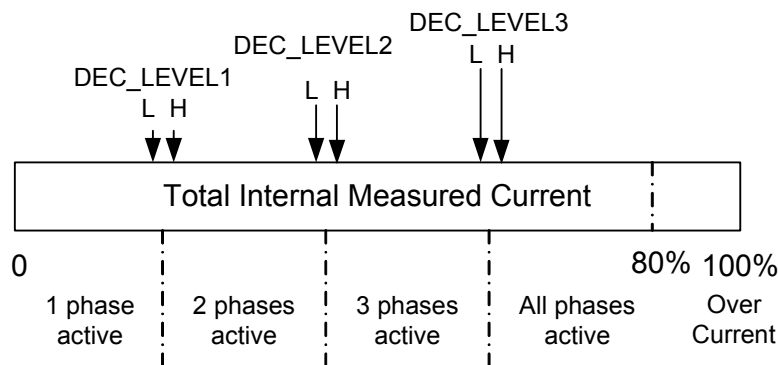 DEC_LEVEL3
L H
DEC_LEVEL2
L H
DEC_LEVEL1
L H
Total Internal Measured Current
0
80%
100%
1 phase
active
2 phases
active
3 phases
active
All phases
active
Over
Current